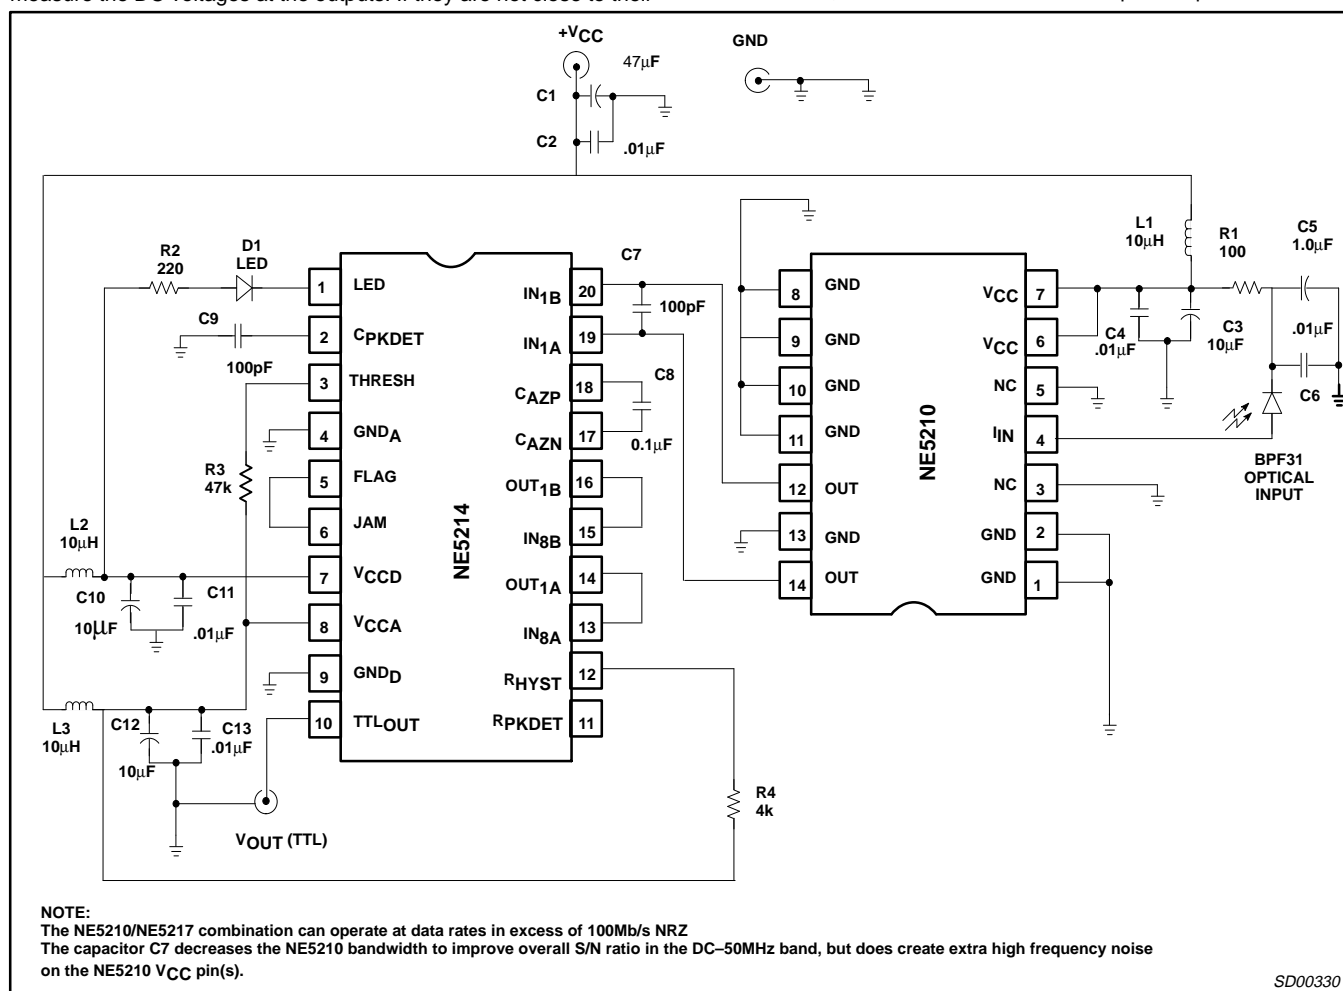 measure the DC voltages at the outputs. If they are not close to their
+VCC
GND
47µF
C1
C2
.01µF
L1
10µH
R1
100
C5
1.0µF
R2
220
D1
LED
C7
100pF
C9
100pF
1 LED
2 CPKDET
3 THRESH
4 GNDA
5 FLAG
6 JAM
7 VCCD
8 VCCA
9 GNDD
10 TTLOUT
NE5214
IN1B 20
IN1A 19
CAZP 18
CAZN 17
OUT1B 16
IN8B 15
OUT1A 14
IN8A 13
RHYST 12
RPKDET 11
C8
0.1µF
8 GND
9 GND
10 GND
11 GND
12 OUT
13 GND
14 OUT
NE5210
VCC 7
VCC 6
NC 5
IIN 4
NC 3
GND 2
GND 1
C4
.01µF
C3
10µF
.01µF
C6
BPF31
OPTICAL
INPUT
R3
47k
L2
10µH
C10
10µF
C11
.01µF
L3
10µH
C12
10µF
C13
.01µF
R4
4k
VOUT (TTL)
NOTE:
The NE5210/NE5217 combination can operate at data rates in excess of 100Mb/s NRZ
The capacitor C7 decreases the NE5210 bandwidth to improve overall S/N ratio in the DC–50MHz band, but does create extra high frequency noise
on the NE5210 VCC pin(s).
SD00330